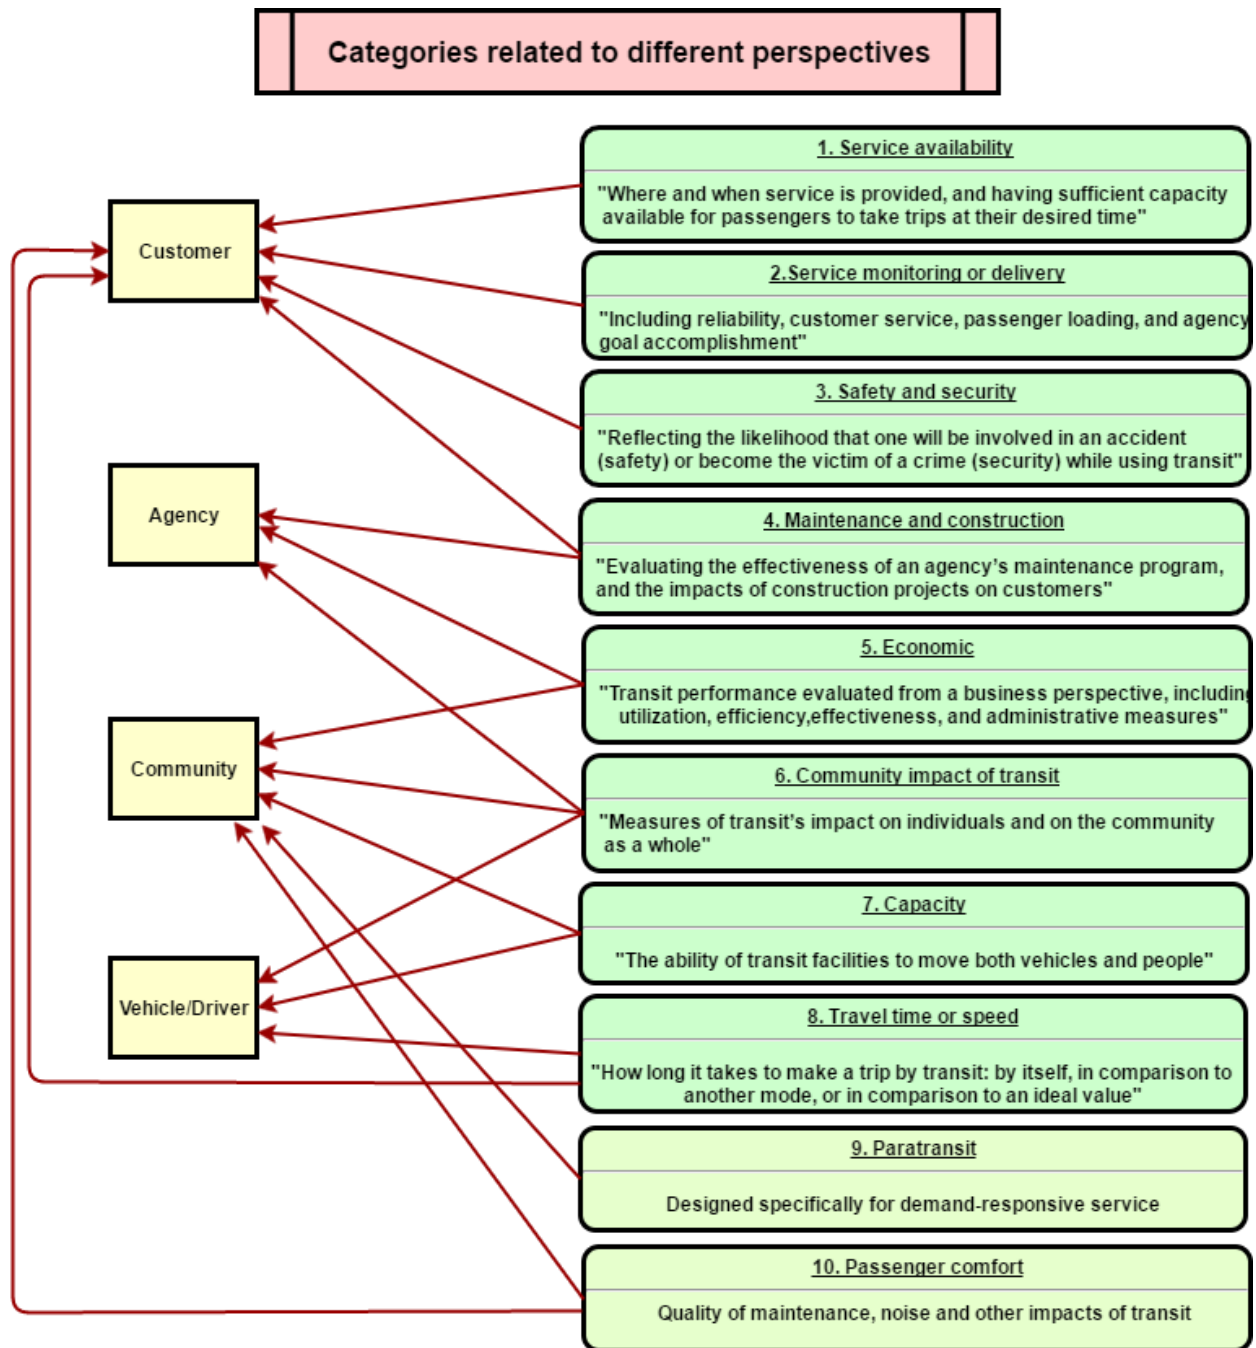 Categories related to different perspectives
Customer
Agency
Community
Vehicle/Driver
1. Service availability
"Where and when service is provided, and having sufficient capacity
available for passengers to take trips at their desired time"
2.Service monitoring or delivery
"Including reliability, customer service, passenger loading, and agency
goal accomplishment"
3. Safety and security
"Reflecting the likelihood that one will be involved in an accident
(safety) or become the victim of a crime (security) while using transit"
4. Maintenance and construction
"Evaluating the effectiveness of an agency’s maintenance program,
and the impacts of construction projects on customers"
5. Economic
"Transit performance evaluated from a business perspective, including
utilization, efficiency,effectiveness, and administrative measures"
6. Community impact of transit
"Measures of transit’s impact on individuals and on the community
as a whole"
7. Capacity
"The ability of transit facilities to move both vehicles and people"
8. Travel time or speed
"How long it takes to make a trip by transit: by itself, in comparison to
another mode, or in comparison to an ideal value"
9. Paratransit
Designed specifically for demand-responsive service
10. Passenger comfort
Quality of maintenance, noise and other impacts of transit